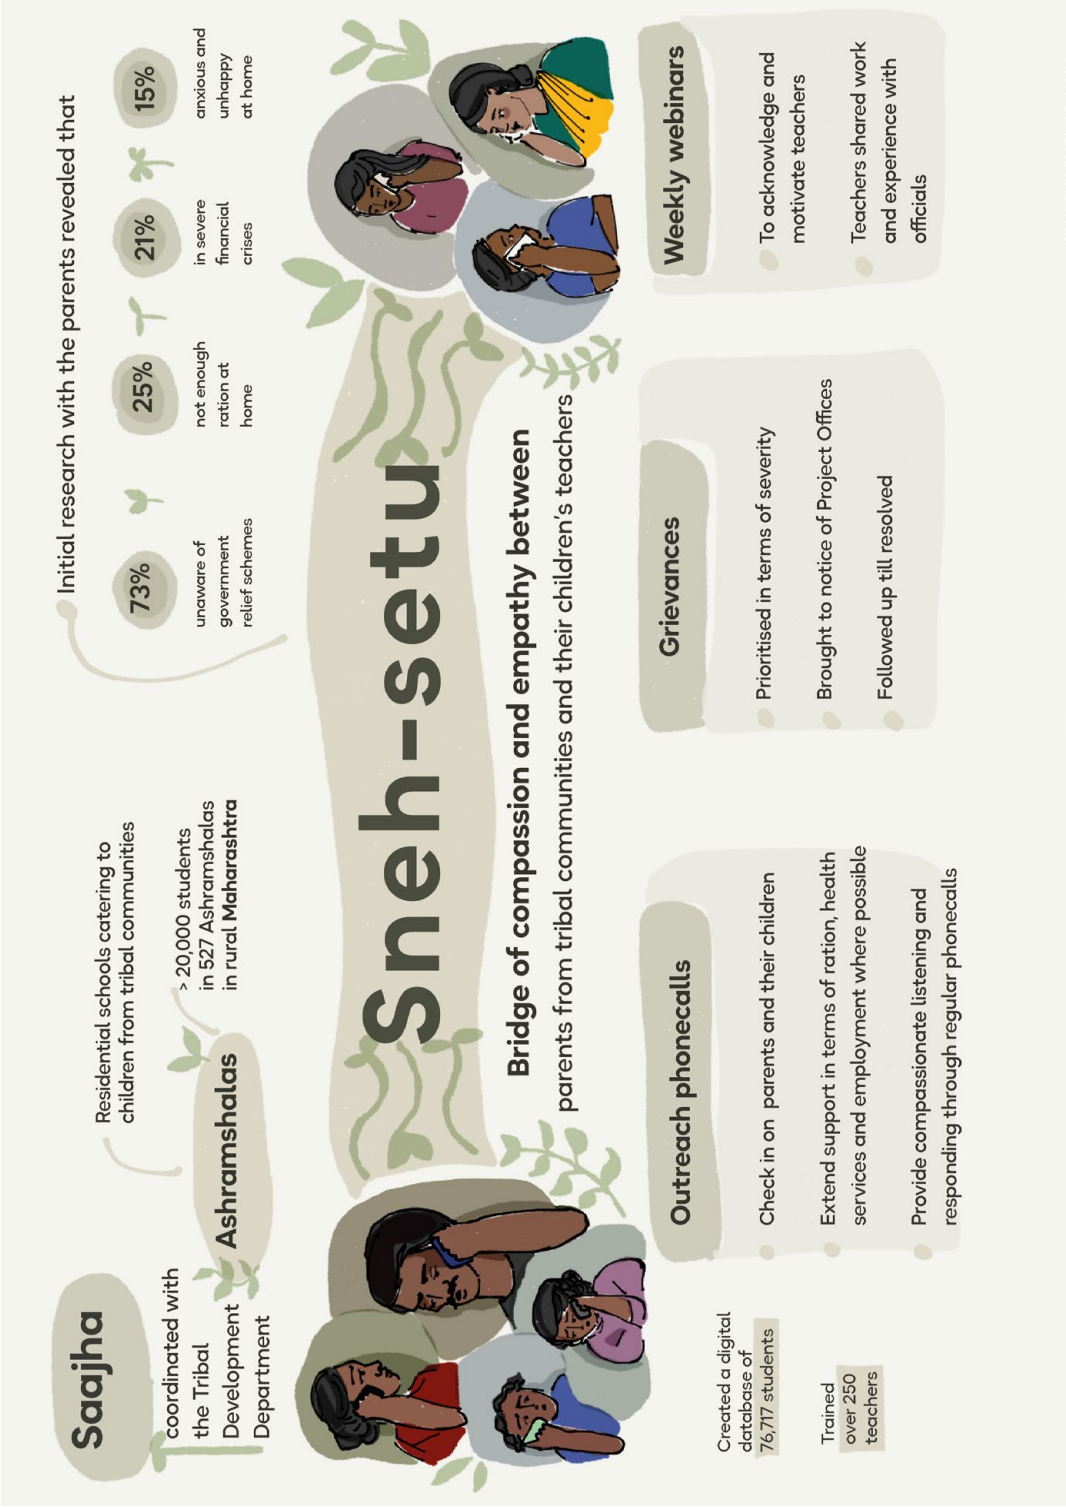 Saajha
coordinated with
the Tribal
Development
Department
Ashramshalas
Residential schools catering to
children from tribal communities
> 20,000 students
in 527 Ashramshalas
in rural Maharashtra
Initial research with the parents revealed that
73%
unaware of
government
relief schemes
25%
not enough
ration at
home
21%
in severe
financial
crises
15%
anxious and
unhappy
at home
Sneh-setu
Bridge of compassion and empathy between
parents from tribal communities and their children's teachers
Created a digital
database of
76,717 students
Trained
over 250
teachers
Outreach phonecalls
Check in on parents and their children
Extend support in terms of ration, health
services and employment where possible
Provide compassionate listening and
responding through regular phonecalls
Grievances
Prioritised in terms of severity
Brought to notice of Project Offices
Followed up till resolved
Weekly webinars
To acknowledge and
motivate teachers
Teachers shared work
and experience with
officials